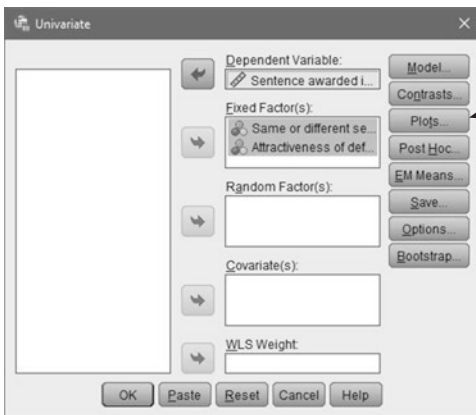 Univariate
Dependent Variable:
Sentence awarded i...
Fixed Factor(s):
Same or different se...
Attractiveness of def...
Random Factor(s):
Covariate(s):
WLS Weight:
Model...
Contrasts...
Plots...
Post Hoc...
EM Means...
Save...
Options...
Bootstrap...
OK Paste Reset Cancel Help